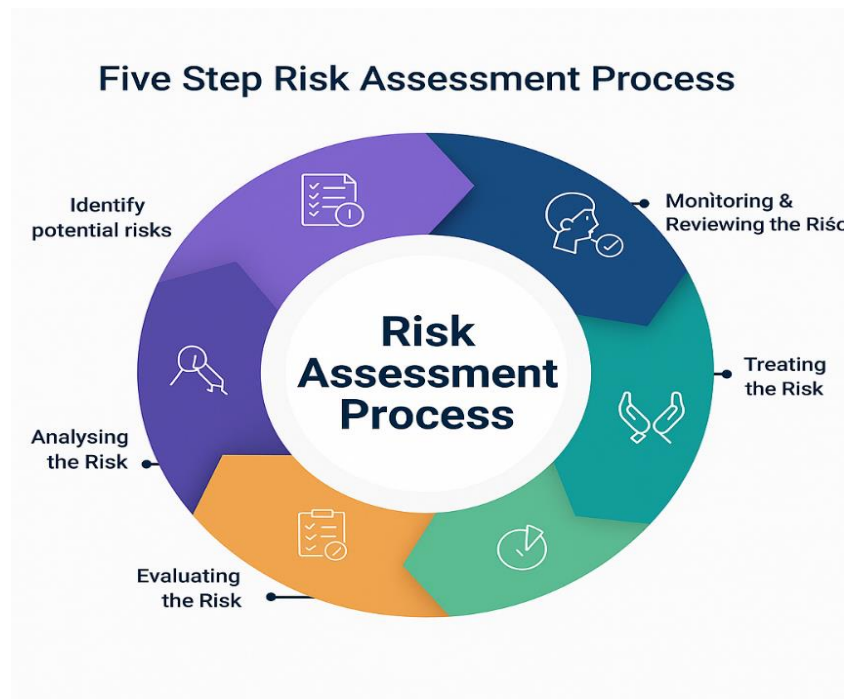 Five Step Risk Assessment Process
Identify
potential risks
Monìtoring &
Reviewing the Riśc
Treating
the Risk
Risk
Assessment
Process
Analysing
the Risk
Evaluating
the Risk